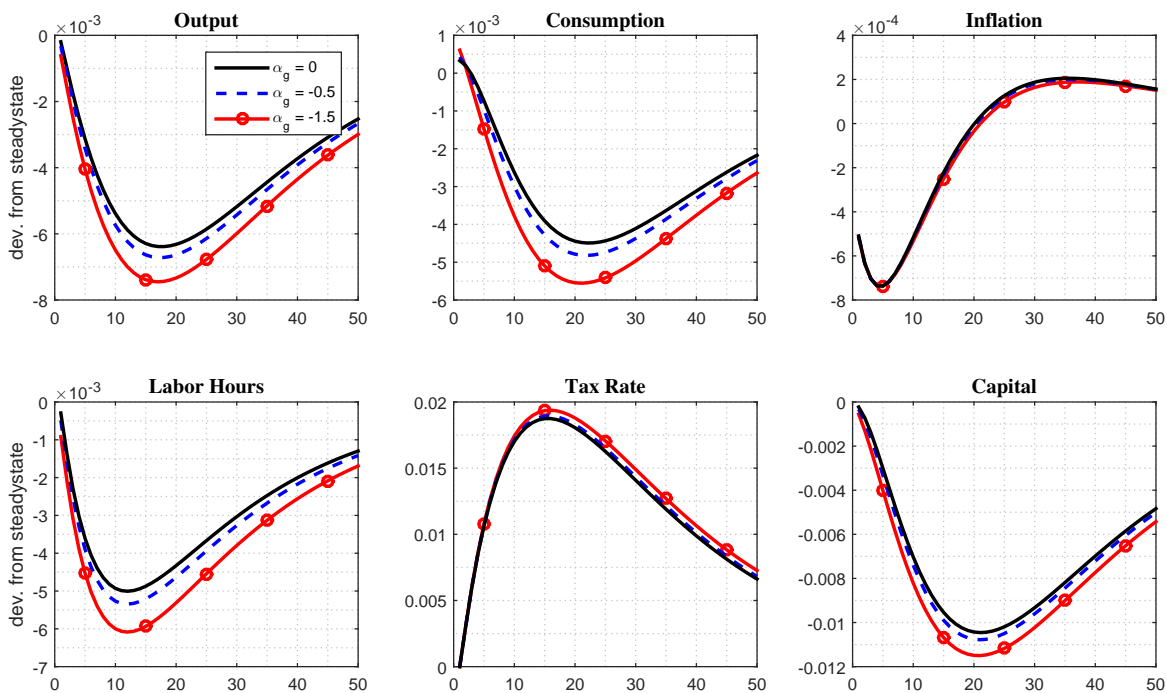 Output
×10⁻³
0
-2
-4
-6
-8
0 10 20 30 40 50
dev. from steadystate
α_g = 0
α_g = -0.5
α_g = -1.5
Consumption
×10⁻³
1
0
-1
-2
-3
-4
-5
-6
0 10 20 30 40 50
Inflation
×10⁻⁴
4
2
0
-2
-4
-6
-8
0 10 20 30 40 50
Labor Hours
×10⁻³
0
-1
-2
-3
-4
-5
-6
-7
0 10 20 30 40 50
dev. from steadystate
Tax Rate
0.02
0.015
0.01
0.005
0
0 10 20 30 40 50
Capital
0
-0.002
-0.004
-0.006
-0.008
-0.01
-0.012
0 10 20 30 40 50